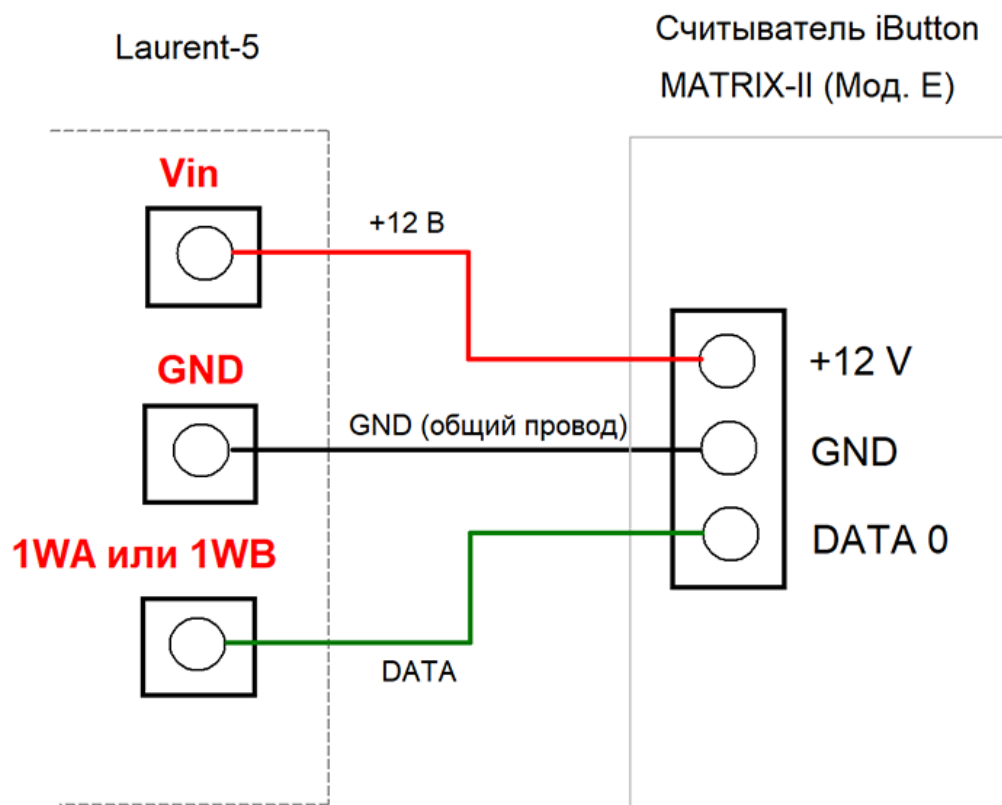 Laurent-5
Считыватель iButton
MATRIX-II (Мод. E)
Vin
+12 В
+12 V
GND
GND (общий провод)
GND
1WA или 1WB
DATA 0
DATA